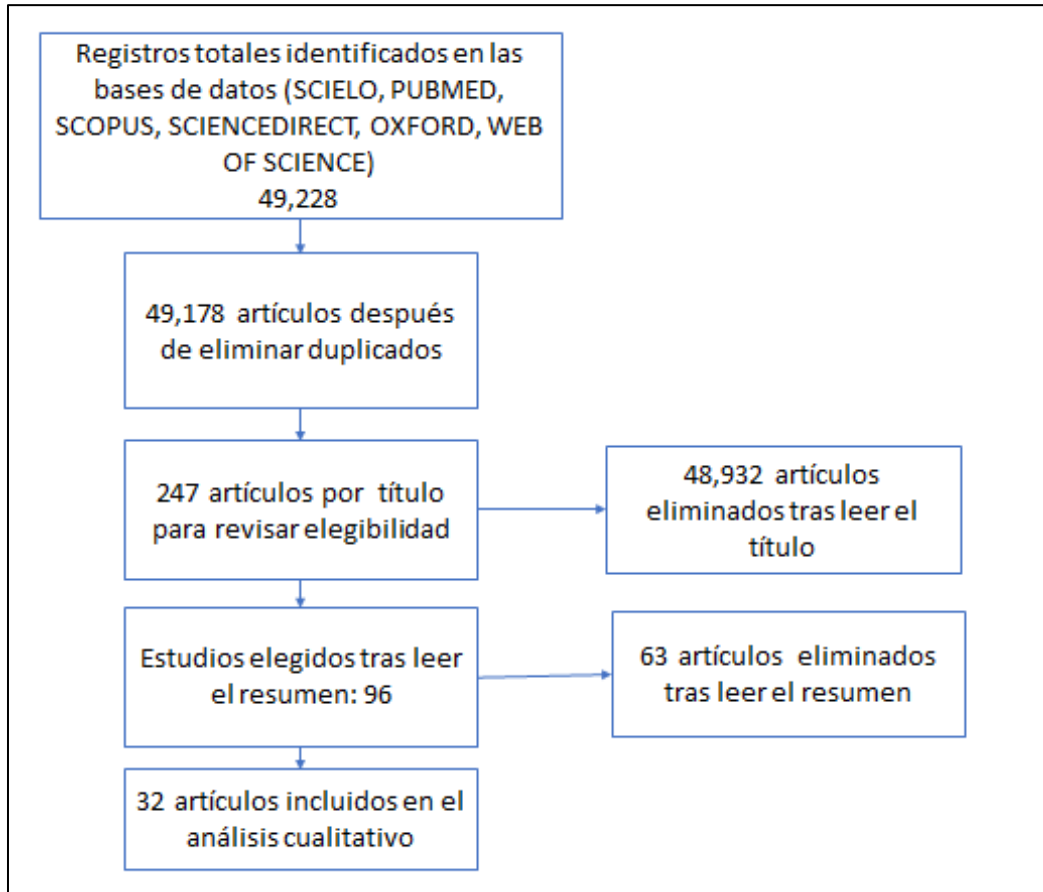 Registros totales identificados en las
bases de datos (SCIELO, PUBMED,
SCOPUS, SCIENCEDIRECT, OXFORD, WEB
OF SCIENCE)
49,228
49,178 artículos después
de eliminar duplicados
247 artículos por título
para revisar elegibilidad
48,932 artículos
eliminados tras leer el
título
Estudios elegidos tras leer
el resumen: 96
63 artículos eliminados
tras leer el resumen
32 artículos incluidos en el
análisis cualitativo